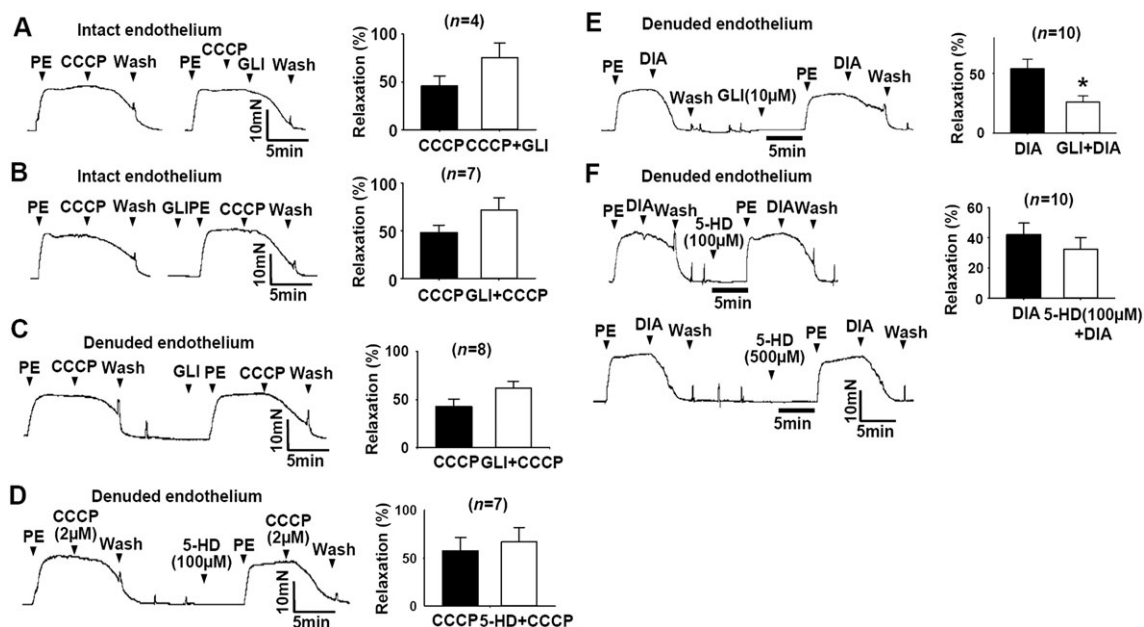 A
Intact endothelium
PE CCCP Wash
PE CCCP GLI Wash
10mN
5min
(n=4)
Relaxation (%)
100
50
0
CCCP CCCP+GLI
B
Intact endothelium
PE CCCP Wash
GLI PE CCCP Wash
10mN
5min
(n=7)
Relaxation (%)
100
50
0
CCCP GLI+CCCP
C
Denuded endothelium
PE CCCP Wash GLI PE CCCP Wash
10mN
5min
(n=8)
Relaxation (%)
100
50
0
CCCP GLI+CCCP
D
Denuded endothelium
PE CCCP (2μM) Wash 5-HD (100μM) PE CCCP (2μM) Wash
10mN
5min
(n=7)
Relaxation (%)
100
50
0
CCCP 5-HD+CCCP
E
Denuded endothelium
PE DIA Wash GLI(10μM) PE DIA Wash
5min
10mN
5min
(n=10)
Relaxation (%)
50
0
*
DIA GLI+DIA
F
Denuded endothelium
PE DIA Wash 5-HD (100μM) PE DIA Wash
5min
(n=10)
Relaxation (%)
60
40
20
0
DIA 5-HD(100μM)
+DIA
PE DIA Wash 5-HD (500μM) PE DIA Wash
5min
10mN
5min